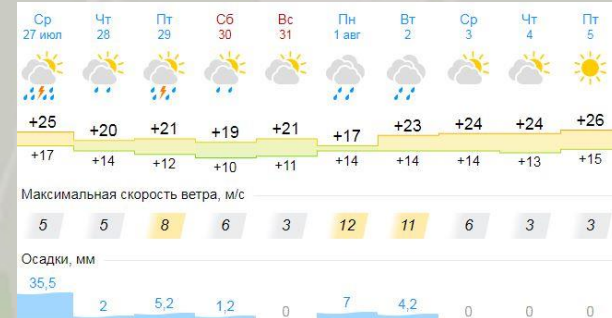 Ср Чт Пт Сб Вс Пн Вт Ср Чт Пт
27 июл 28 29 30 31 1 авг 2 3 4 5
+25 +20 +21 +19 +21 +17 +23 +24 +24 +26
+17 +14 +12 +10 +11 +14 +14 +14 +13 +15
Максимальная скорость ветра, м/с
5 5 8 6 3 12 11 6 3 3
Осадки, мм
35,5 2 5,2 1,2 0 7 4,2 0 0 0